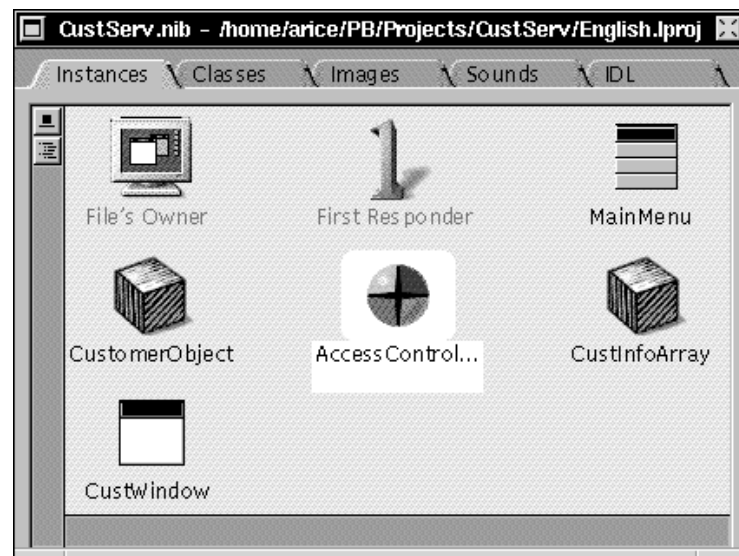 CustServ.nib – /home/arice/PB/Projects/CustServ/English.lproj
Instances Classes Images Sounds IDL
File's Owner First Responder MainMenu
CustomerObject AccessControl... CustInfoArray
CustWindow